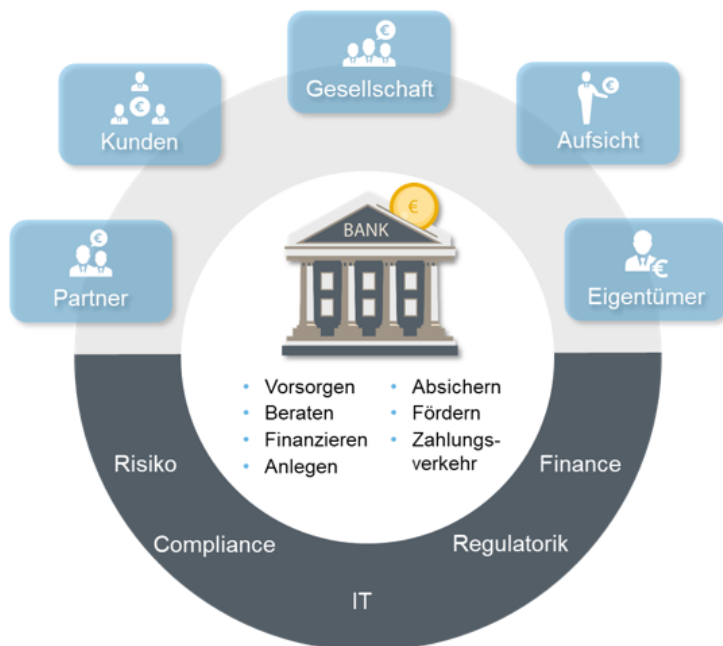 Gesellschaft
Kunden
Aufsicht
Partner
Eigentümer
€
€
€
€
€
€
BANK
Vorsorgen
Beraten
Finanzieren
Anlegen
Absichern
Fördern
Zahlungs-
verkehr
Risiko
Finance
Compliance
Regulatorik
IT